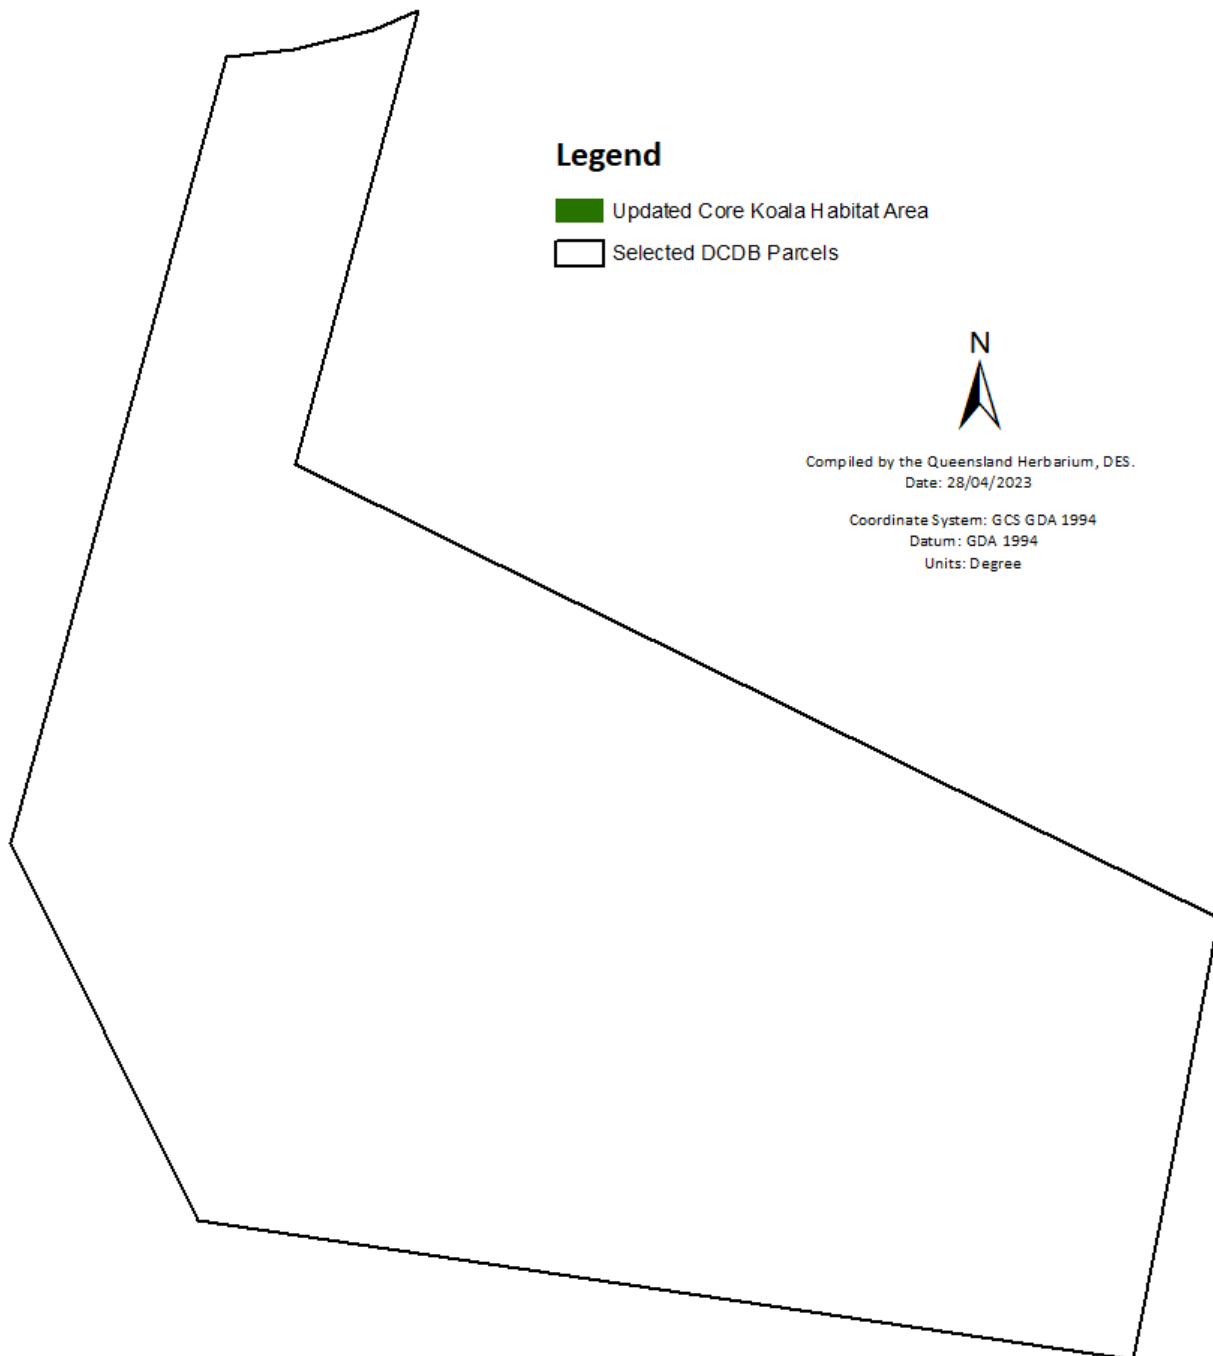 Legend
Updated Core Koala Habitat Area
Selected DCDB Parcels
N
Compiled by the Queensland Herbarium, DES.
Date: 28/04/2023
Coordinate System: GCS GDA 1994
Datum: GDA 1994
Units: Degree